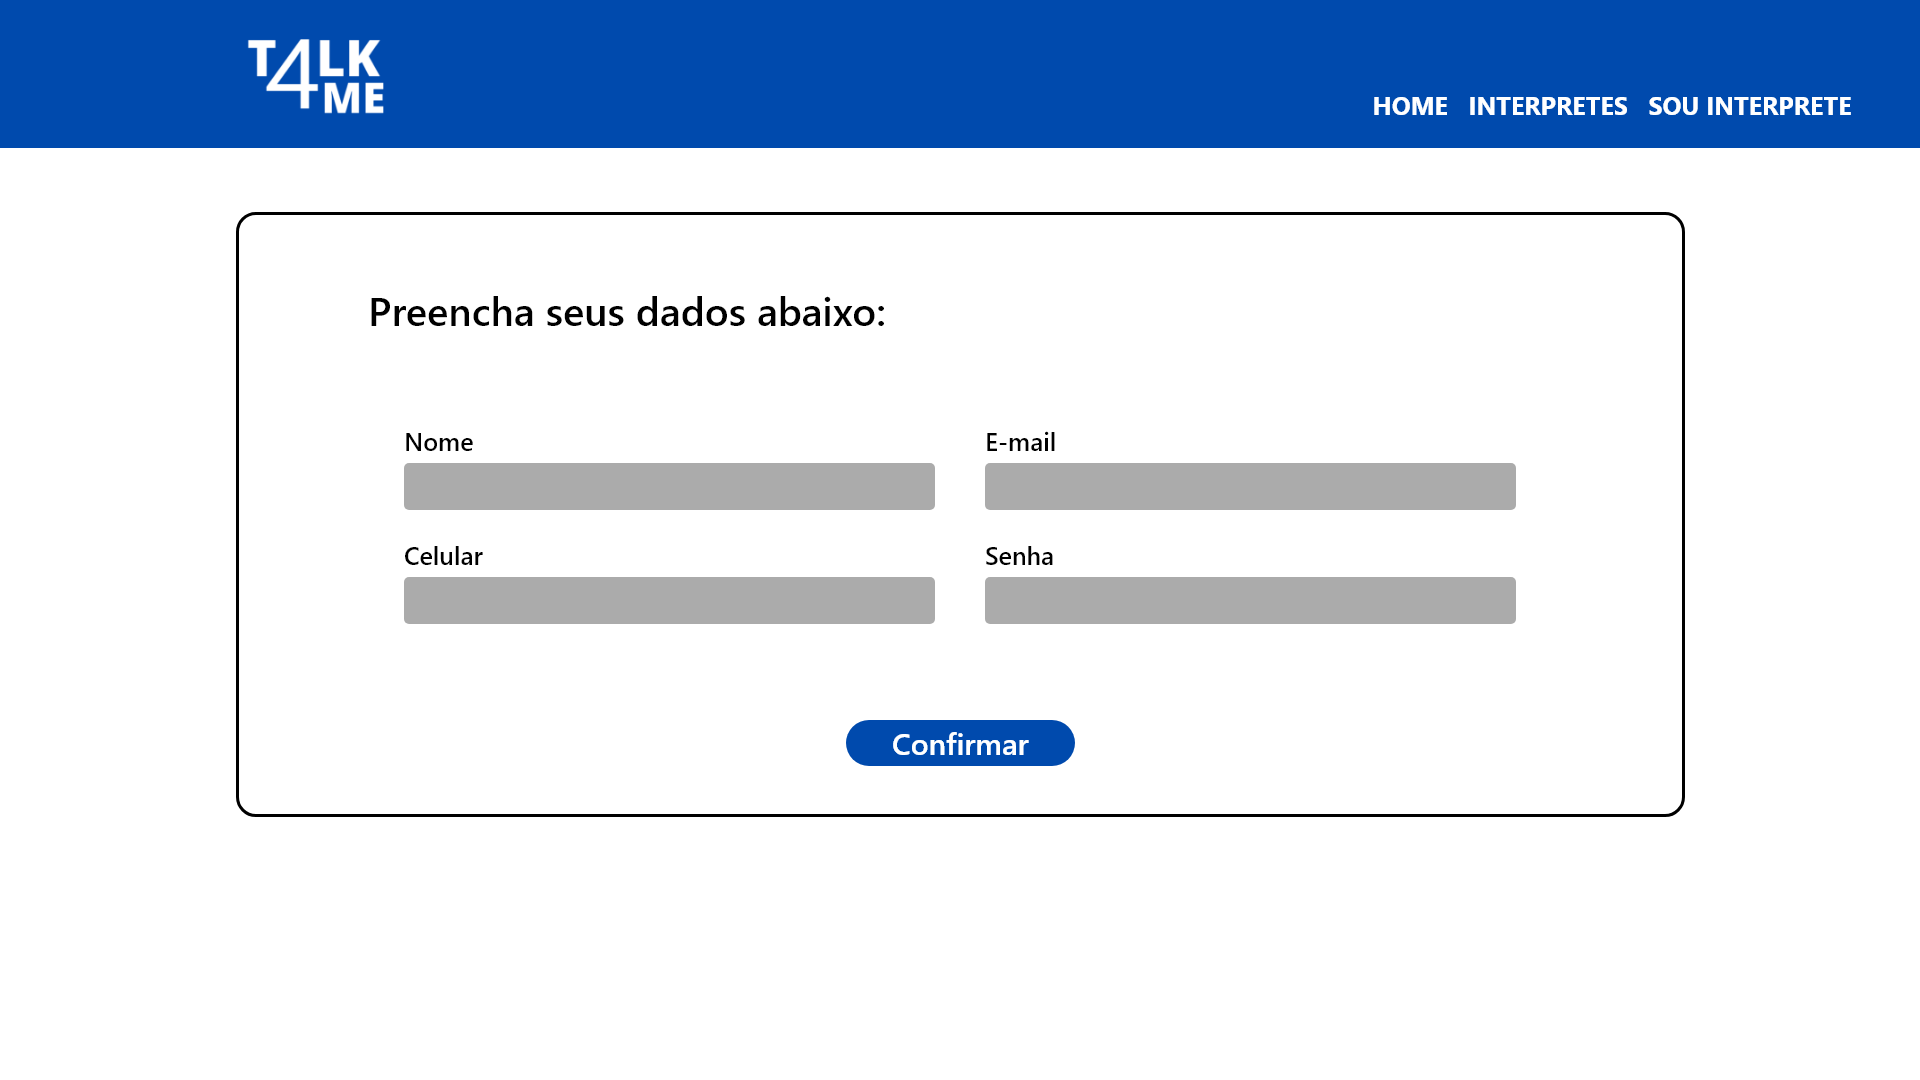 T4LK
ME
HOME INTERPRETES SOU INTERPRETE
Preencha seus dados abaixo:
Nome
E-mail
Celular
Senha
Confirmar